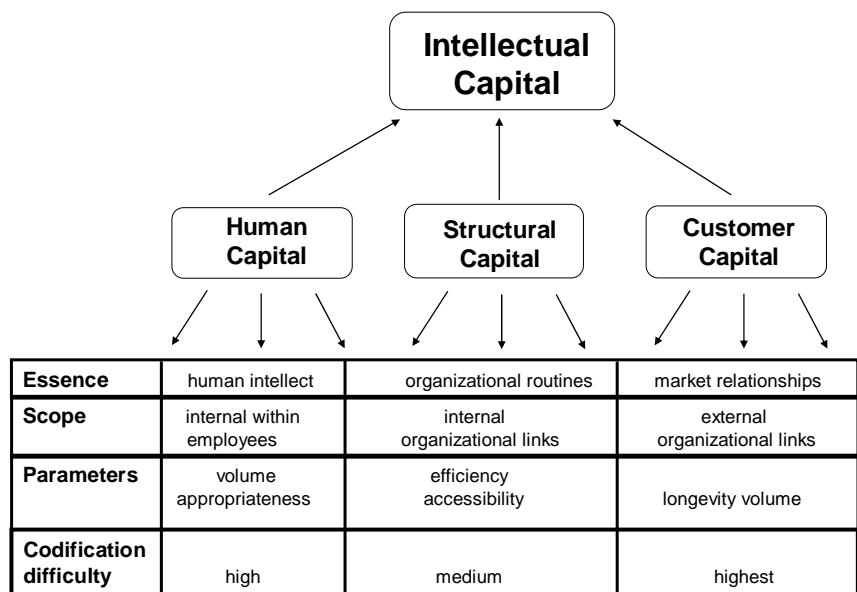 Intellectual
Capital
Human
Capital
Structural
Capital
Customer
Capital
Essence
human intellect
organizational routines
market relationships
Scope
internal within
employees
internal
organizational links
external
organizational links
Parameters
volume
appropriateness
efficiency
accessibility
longevity volume
Codification
difficulty
high
medium
highest